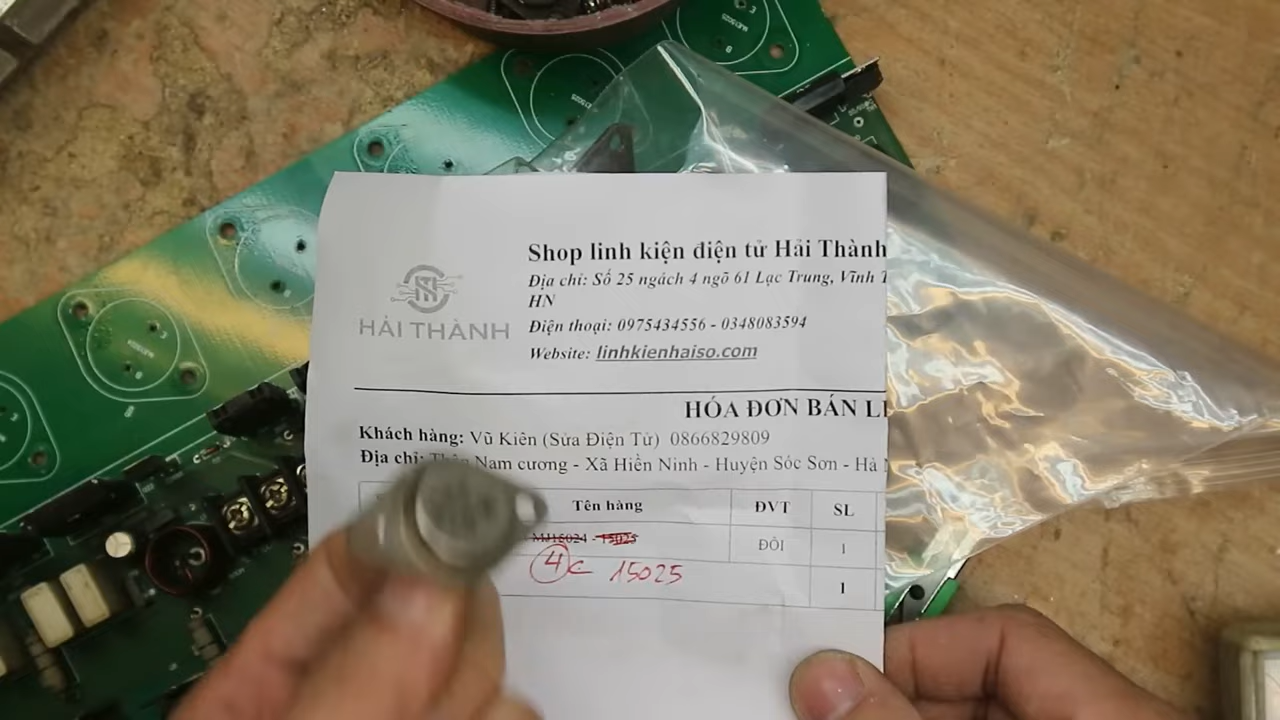 Shop linh kiện điện tử Hải Thành
Địa chỉ: Số 25 ngách 4 ngõ 61 Lạc Trung, Vĩnh
HN
HẢI THÀNH
Điện thoại: 0975434556 - 0348083594
Website: linhkienhaiso.com
HÓA ĐƠN BÁN
Khách hàng: Vũ Kiên (Sửa Điện Tử) 0866829809
Địa chỉ: Thôn Nam cương - Xã Hiền Ninh - Huyện Sóc Sơn - Hà
Tên hàng ĐVT SL
MJ15024 - 15025 ĐÔI 1
4c 15025 1